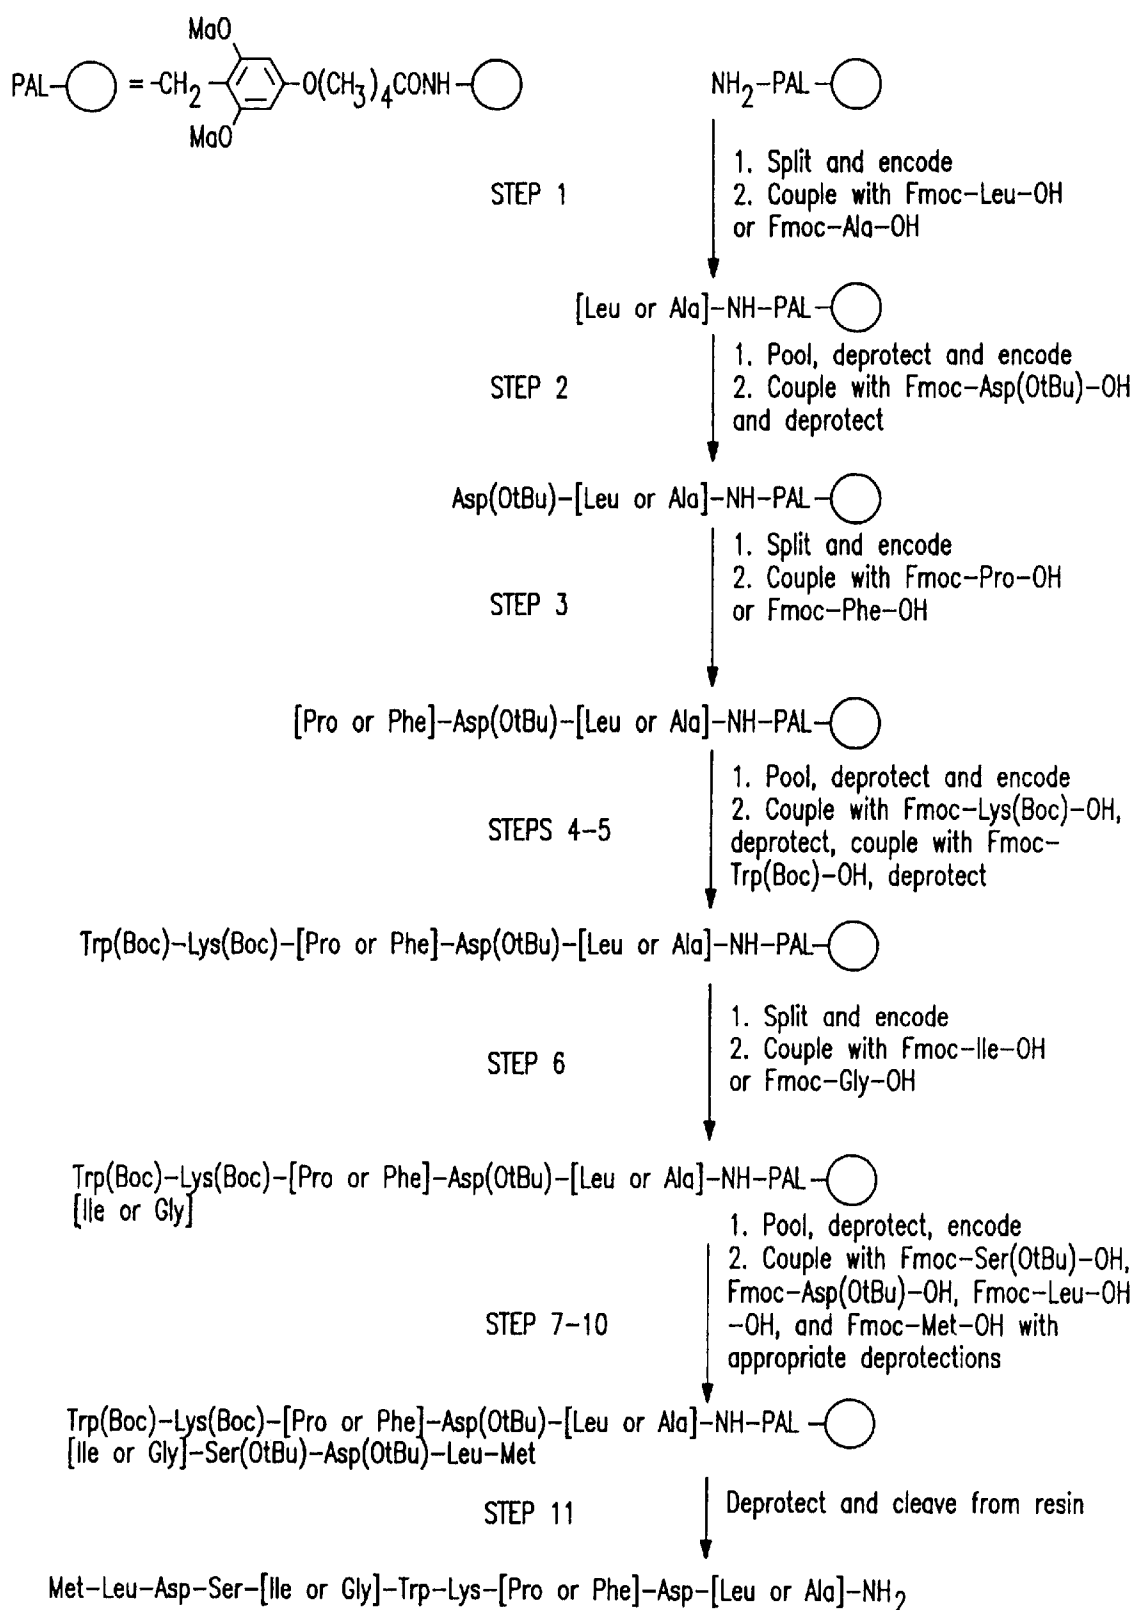 MaO
PAL– =–CH2– –O(CH3)4CONH–
MaO
NH2–PAL–
STEP 1
1. Split and encode
2. Couple with Fmoc–Leu–OH
or Fmoc–Ala–OH
[Leu or Ala]–NH–PAL–
STEP 2
1. Pool, deprotect and encode
2. Couple with Fmoc–Asp(OtBu)–OH
and deprotect
Asp(OtBu)–[Leu or Ala]–NH–PAL–
STEP 3
1. Split and encode
2. Couple with Fmoc–Pro–OH
or Fmoc–Phe–OH
[Pro or Phe]–Asp(OtBu)–[Leu or Ala]–NH–PAL–
STEPS 4–5
1. Pool, deprotect and encode
2. Couple with Fmoc–Lys(Boc)–OH,
deprotect, couple with Fmoc–
Trp(Boc)–OH, deprotect
Trp(Boc)–Lys(Boc)–[Pro or Phe]–Asp(OtBu)–[Leu or Ala]–NH–PAL–
STEP 6
1. Split and encode
2. Couple with Fmoc–Ile–OH
or Fmoc–Gly–OH
Trp(Boc)–Lys(Boc)–[Pro or Phe]–Asp(OtBu)–[Leu or Ala]–NH–PAL–
[Ile or Gly]
STEP 7–10
1. Pool, deprotect, encode
2. Couple with Fmoc–Ser(OtBu)–OH,
Fmoc–Asp(OtBu)–OH, Fmoc–Leu–OH
–OH, and Fmoc–Met–OH with
appropriate deprotections
Trp(Boc)–Lys(Boc)–[Pro or Phe]–Asp(OtBu)–[Leu or Ala]–NH–PAL–
[Ile or Gly]–Ser(OtBu)–Asp(OtBu)–Leu–Met
STEP 11
Deprotect and cleave from resin
Met–Leu–Asp–Ser–[Ile or Gly]–Trp–Lys–[Pro or Phe]–Asp–[Leu or Ala]–NH2